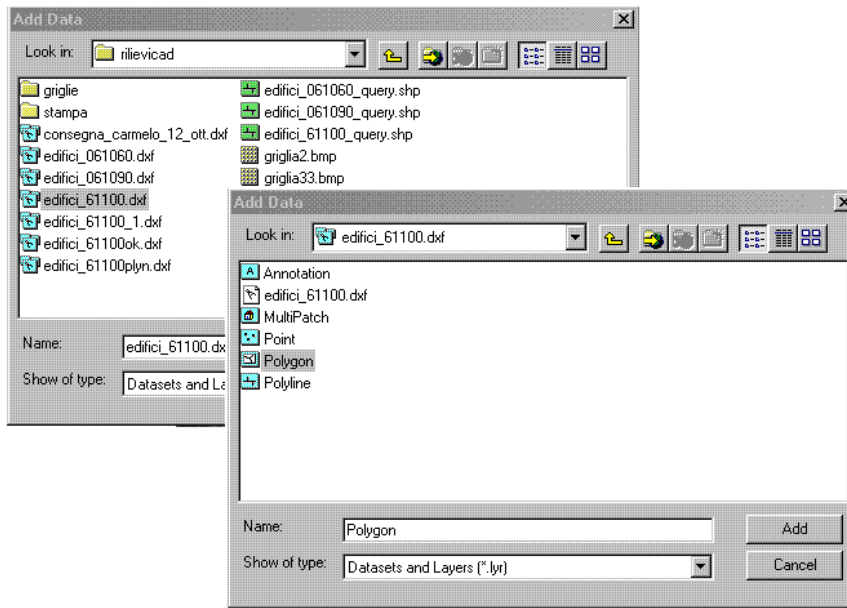 Add Data
Look in: rilievicad
griglie
stampa
consegna_carmelo_12_ott.dxf
edifici_061060.dxf
edifici_061090.dxf
edifici_61100.dxf
edifici_61100_1.dxf
edifici_61100ok.dxf
edifici_61100plyn.dxf
edifici_061060_query.shp
edifici_061090_query.shp
edifici_61100_query.shp
griglia2.bmp
griglia33.bmp
Name: edifici_61100.dx
Show of type: Datasets and La
Add Data
Look in: edifici_61100.dxf
Annotation
edifici_61100.dxf
MultiPatch
Point
Polygon
Polyline
Name: Polygon
Add
Show of type: Datasets and Layers (*.lyr)
Cancel